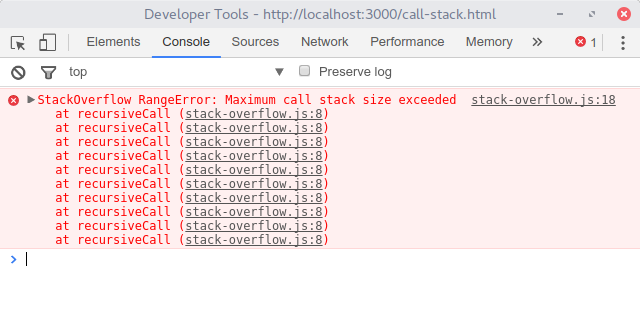 Developer Tools - http://localhost:3000/call-stack.html
Elements Console Sources Network Performance Memory » 1
top ▼ Preserve log
▶StackOverflow RangeError: Maximum call stack size exceeded stack-overflow.js:18
at recursiveCall (stack-overflow.js:8)
at recursiveCall (stack-overflow.js:8)
at recursiveCall (stack-overflow.js:8)
at recursiveCall (stack-overflow.js:8)
at recursiveCall (stack-overflow.js:8)
at recursiveCall (stack-overflow.js:8)
at recursiveCall (stack-overflow.js:8)
at recursiveCall (stack-overflow.js:8)
at recursiveCall (stack-overflow.js:8)
at recursiveCall (stack-overflow.js:8)
>